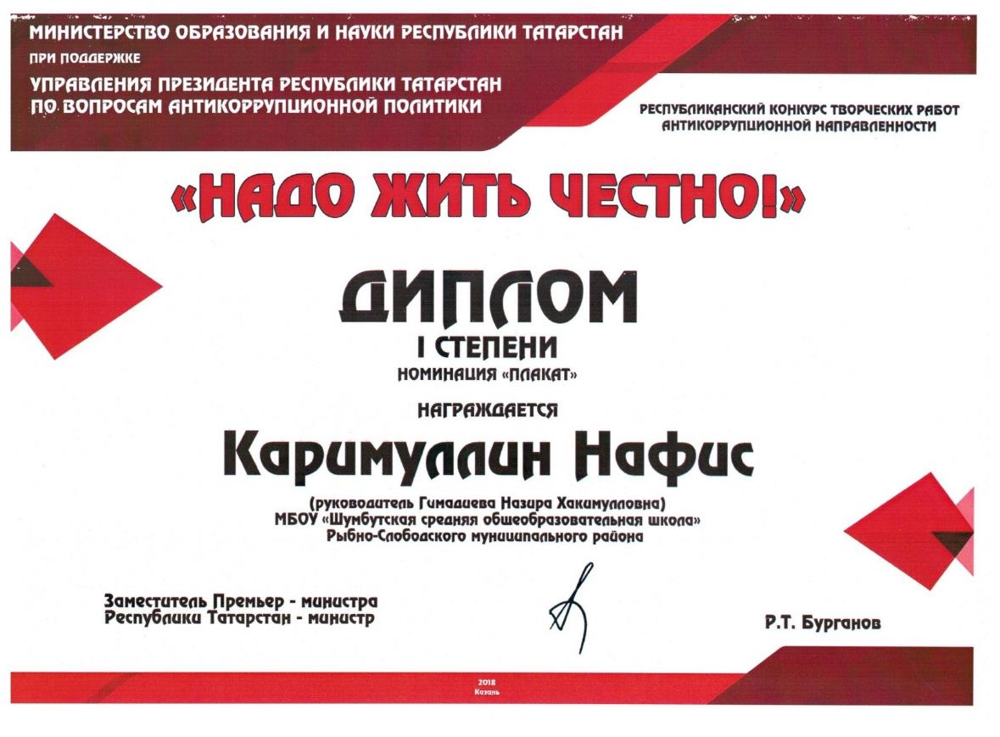 МИНИСТЕРСТВО ОБРАЗОВАНИЯ И НАУКИ РЕСПУБЛИКИ ТАТАРСТАН
ПРИ ПОДДЕРЖКЕ
УПРАВЛЕНИЯ ПРЕЗИДЕНТА РЕСПУБЛИКИ ТАТАРСТАН
ПО ВОПРОСАМ АНТИКОРРУПЦИОННОЙ ПОЛИТИКИ
РЕСПУБЛИКАНСКИЙ КОНКУРС ТВОРЧЕСКИХ РАБОТ
АНТИКОРРУПЦИОННОЙ НАПРАВЛЕННОСТИ
«НАДО ЖИТЬ ЧЕСТНО!»
ДИПЛОМ
I СТЕПЕНИ
НОМИНАЦИЯ «ПЛАКАТ»
НАГРАЖДАЕТСЯ
Каримуллин Нафис
(руководитель Гимадиева Назира Хакимулловна)
МБОУ «Шумбутская средняя общеобразовательная школа»
Рыбно-Слободского муниципального района
Заместитель Премьер - министра
Республики Татарстан - министр
Р.Т. Бурганов
2018
Казань